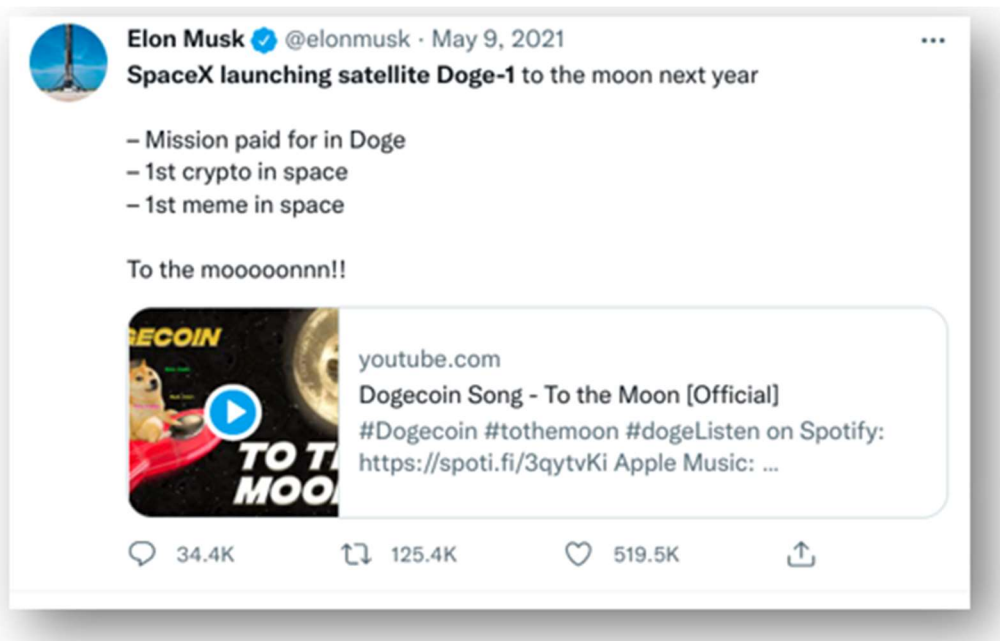 Elon Musk @elonmusk · May 9, 2021
SpaceX launching satellite Doge-1 to the moon next year
– Mission paid for in Doge
– 1st crypto in space
– 1st meme in space
To the mooooonnn!!
GECOIN
TO T
MOO
youtube.com
Dogecoin Song - To the Moon [Official]
#Dogecoin #tothemoon #dogeListen on Spotify:
https://spoti.fi/3qytvKi Apple Music: ...
34.4K 125.4K 519.5K